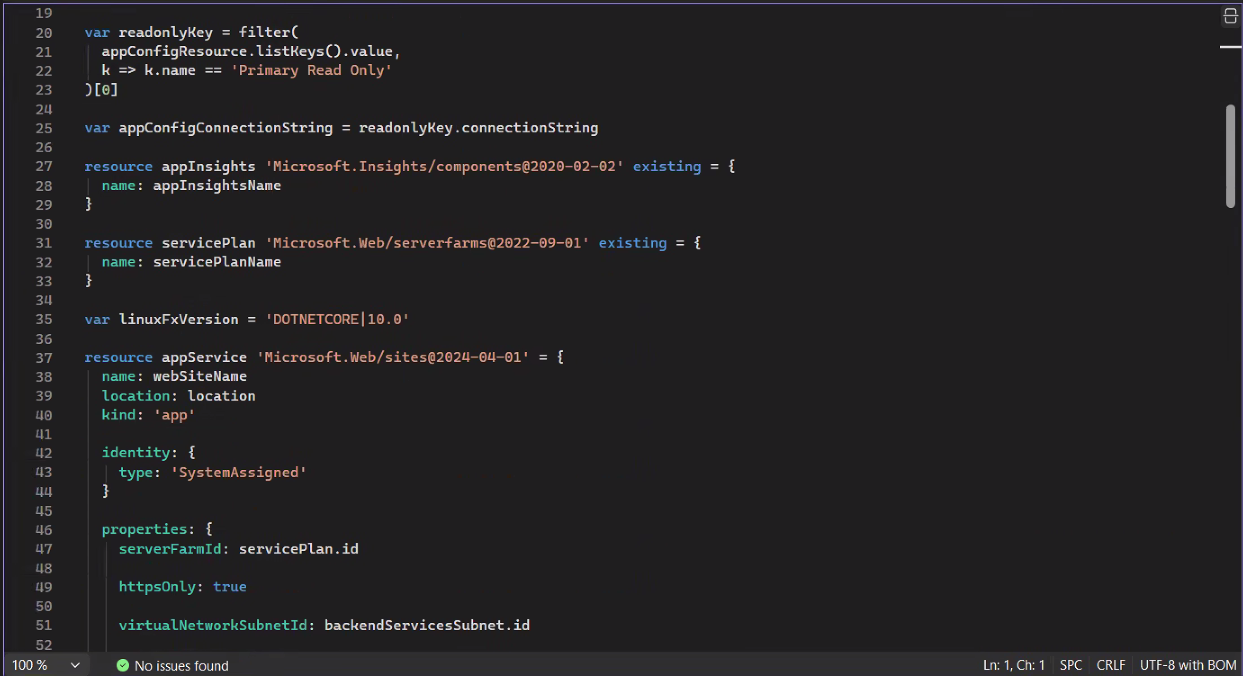 19
20 var readonlyKey = filter(
21 appConfigResource.listKeys().value,
22 k => k.name == 'Primary Read Only'
23 )[0]
24
25 var appConfigConnectionString = readonlyKey.connectionString
26
27 resource appInsights 'Microsoft.Insights/components@2020-02-02' existing = {
28 name: appInsightsName
29 }
30
31 resource servicePlan 'Microsoft.Web/serverfarms@2022-09-01' existing = {
32 name: servicePlanName
33 }
34
35 var linuxFxVersion = 'DOTNETCORE|10.0'
36
37 resource appService 'Microsoft.Web/sites@2024-04-01' = {
38 name: webSiteName
39 location: location
40 kind: 'app'
41
42 identity: {
43 type: 'SystemAssigned'
44 }
45
46 properties: {
47 serverFarmId: servicePlan.id
48
49 httpsOnly: true
50
51 virtualNetworkSubnetId: backendServicesSubnet.id
52
100 % No issues found Ln: 1, Ch: 1 SPC CRLF UTF-8 with BOM